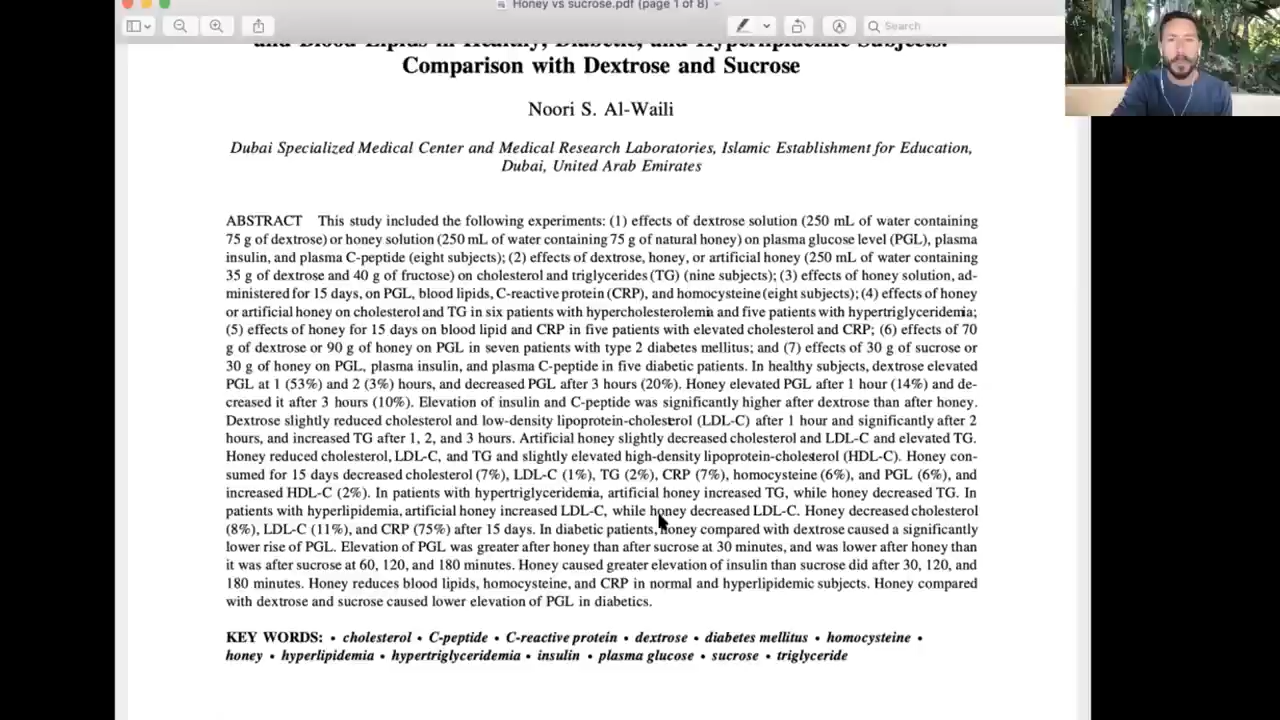 Honey vs sucrose.pdf (page 1 of 8)
Search
and Blood Lipids in Healthy, Diabetic, and Hyperlipidemic Subjects:
Comparison with Dextrose and Sucrose
Noori S. Al-Waili
Dubai Specialized Medical Center and Medical Research Laboratories, Islamic Establishment for Education,
Dubai, United Arab Emirates
ABSTRACT This study included the following experiments: (1) effects of dextrose solution (250 mL of water containing
75 g of dextrose) or honey solution (250 mL of water containing 75 g of natural honey) on plasma glucose level (PGL), plasma
insulin, and plasma C-peptide (eight subjects); (2) effects of dextrose, honey, or artificial honey (250 mL of water containing
35 g of dextrose and 40 g of fructose) on cholesterol and triglycerides (TG) (nine subjects); (3) effects of honey solution, ad-
ministered for 15 days, on PGL, blood lipids, C-reactive protein (CRP), and homocysteine (eight subjects); (4) effects of honey
or artificial honey on cholesterol and TG in six patients with hypercholesterolemia and five patients with hypertriglyceridemia;
(5) effects of honey for 15 days on blood lipid and CRP in five patients with elevated cholesterol and CRP; (6) effects of 70
g of dextrose or 90 g of honey on PGL in seven patients with type 2 diabetes mellitus; and (7) effects of 30 g of sucrose or
30 g of honey on PGL, plasma insulin, and plasma C-peptide in five diabetic patients. In healthy subjects, dextrose elevated
PGL at 1 (53%) and 2 (3%) hours, and decreased PGL after 3 hours (20%). Honey elevated PGL after 1 hour (14%) and de-
creased it after 3 hours (10%). Elevation of insulin and C-peptide was significantly higher after dextrose than after honey.
Dextrose slightly reduced cholesterol and low-density lipoprotein-cholesterol (LDL-C) after 1 hour and significantly after 2
hours, and increased TG after 1, 2, and 3 hours. Artificial honey slightly decreased cholesterol and LDL-C and elevated TG.
Honey reduced cholesterol, LDL-C, and TG and slightly elevated high-density lipoprotein-cholesterol (HDL-C). Honey con-
sumed for 15 days decreased cholesterol (7%), LDL-C (1%), TG (2%), CRP (7%), homocysteine (6%), and PGL (6%), and
increased HDL-C (2%). In patients with hypertriglyceridemia, artificial honey increased TG, while honey decreased TG. In
patients with hyperlipidemia, artificial honey increased LDL-C, while honey decreased LDL-C. Honey decreased cholesterol
(8%), LDL-C (11%), and CRP (75%) after 15 days. In diabetic patients, honey compared with dextrose caused a significantly
lower rise of PGL. Elevation of PGL was greater after honey than after sucrose at 30 minutes, and was lower after honey than
it was after sucrose at 60, 120, and 180 minutes. Honey caused greater elevation of insulin than sucrose did after 30, 120, and
180 minutes. Honey reduces blood lipids, homocysteine, and CRP in normal and hyperlipidemic subjects. Honey compared
with dextrose and sucrose caused lower elevation of PGL in diabetics.
KEY WORDS: • cholesterol • C-peptide • C-reactive protein • dextrose • diabetes mellitus • homocysteine •
honey • hyperlipidemia • hypertriglyceridemia • insulin • plasma glucose • sucrose • triglyceride